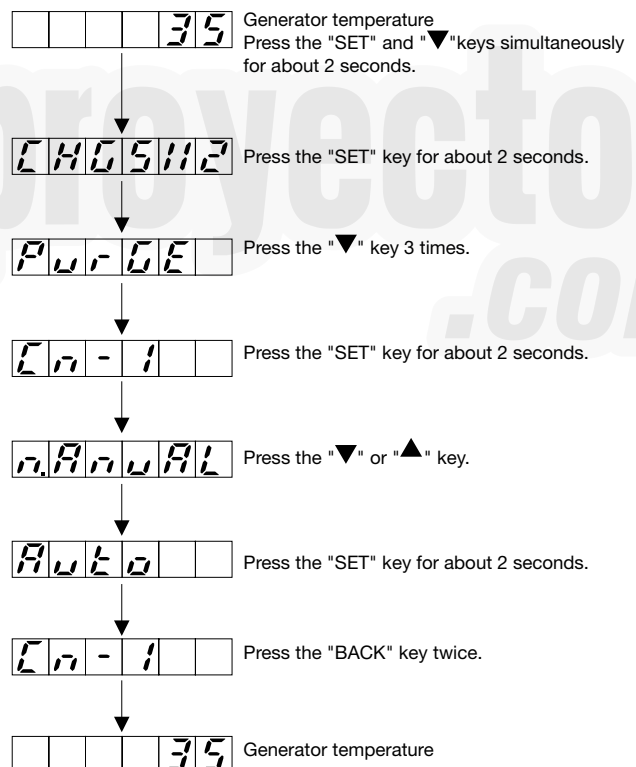 35 Generator temperature
Press the "SET" and "▼"keys simultaneously
for about 2 seconds.
CHGS112 Press the "SET" key for about 2 seconds.
PurGE Press the "▼" key 3 times.
Cn-1 Press the "SET" key for about 2 seconds.
n.AnuAL Press the "▼" or "▲" key.
Auto Press the "SET" key for about 2 seconds.
Cn-1 Press the "BACK" key twice.
35 Generator temperature
proyecto
.co